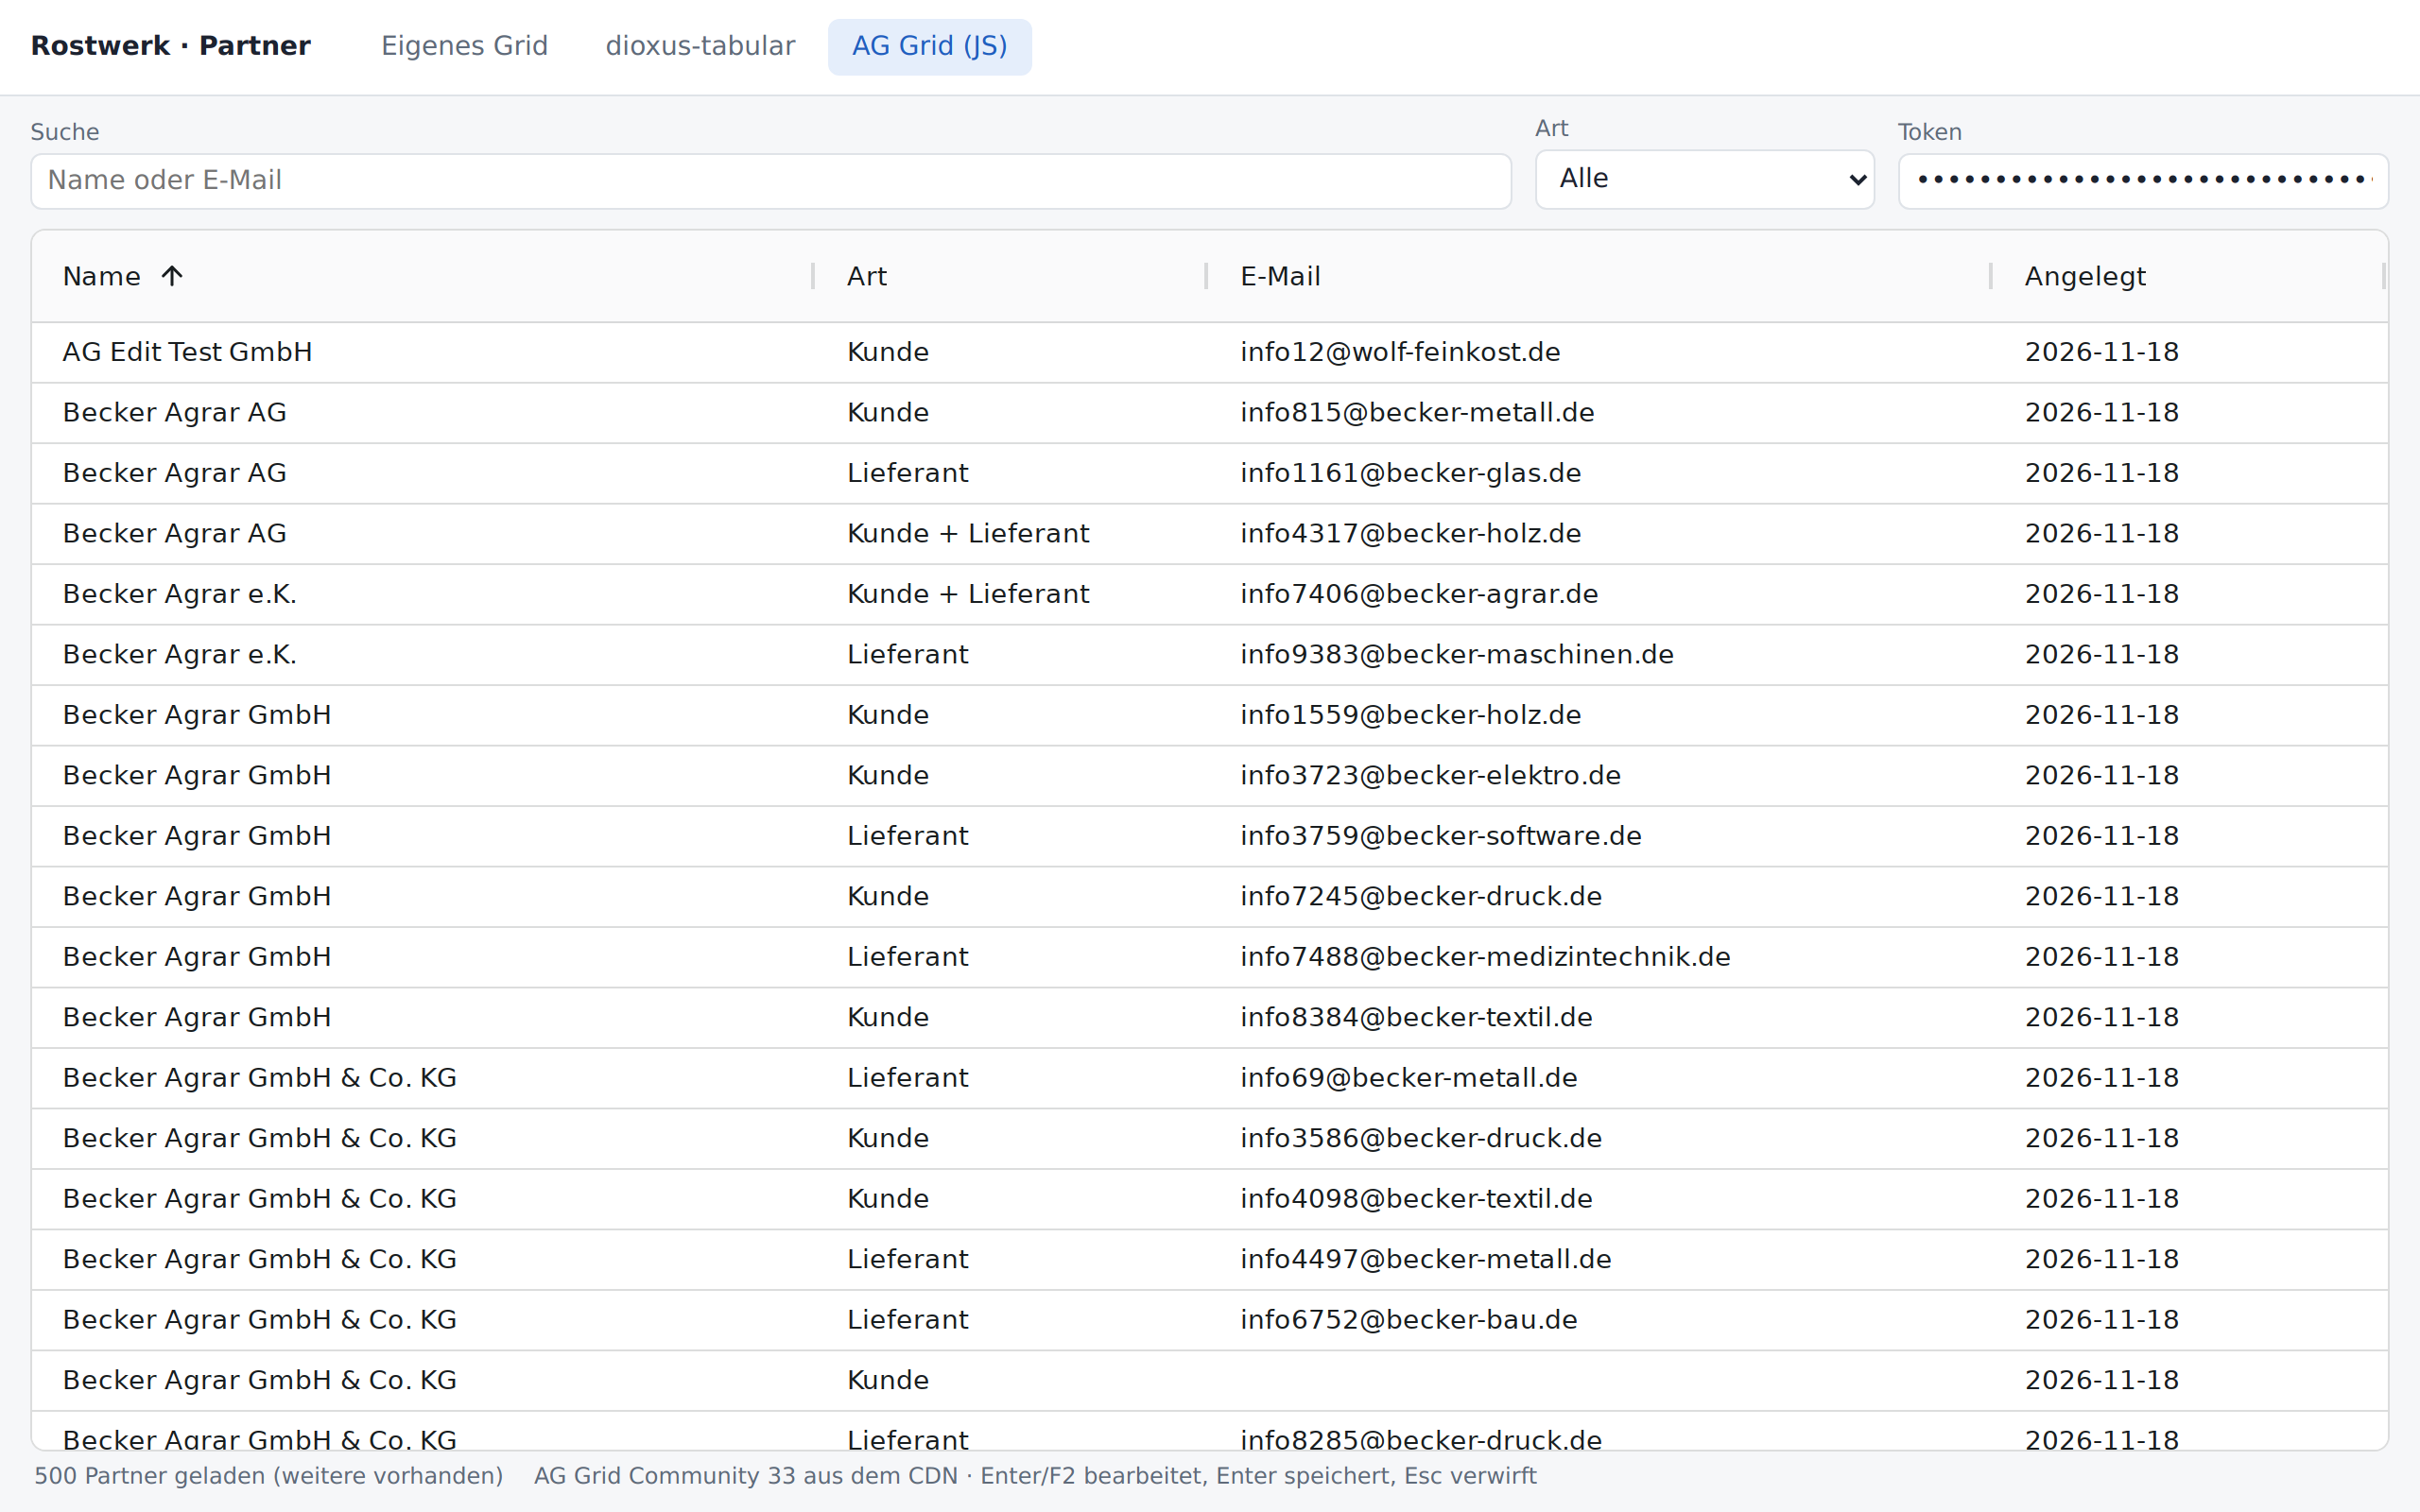 Rostwerk · Partner Eigenes Grid dioxus-tabular AG Grid (JS)
Suche Art Token
Name oder E-Mail Alle ••••••••••••••••••••••••••••••
Name ↑ Art E-Mail Angelegt
AG Edit Test GmbH Kunde info12@wolf-feinkost.de 2026-11-18
Becker Agrar AG Kunde info815@becker-metall.de 2026-11-18
Becker Agrar AG Lieferant info1161@becker-glas.de 2026-11-18
Becker Agrar AG Kunde + Lieferant info4317@becker-holz.de 2026-11-18
Becker Agrar e.K. Kunde + Lieferant info7406@becker-agrar.de 2026-11-18
Becker Agrar e.K. Lieferant info9383@becker-maschinen.de 2026-11-18
Becker Agrar GmbH Kunde info1559@becker-holz.de 2026-11-18
Becker Agrar GmbH Kunde info3723@becker-elektro.de 2026-11-18
Becker Agrar GmbH Lieferant info3759@becker-software.de 2026-11-18
Becker Agrar GmbH Kunde info7245@becker-druck.de 2026-11-18
Becker Agrar GmbH Lieferant info7488@becker-medizintechnik.de 2026-11-18
Becker Agrar GmbH Kunde info8384@becker-textil.de 2026-11-18
Becker Agrar GmbH & Co. KG Lieferant info69@becker-metall.de 2026-11-18
Becker Agrar GmbH & Co. KG Kunde info3586@becker-druck.de 2026-11-18
Becker Agrar GmbH & Co. KG Kunde info4098@becker-textil.de 2026-11-18
Becker Agrar GmbH & Co. KG Lieferant info4497@becker-metall.de 2026-11-18
Becker Agrar GmbH & Co. KG Lieferant info6752@becker-bau.de 2026-11-18
Becker Agrar GmbH & Co. KG Kunde 2026-11-18
Becker Agrar GmbH & Co. KG Lieferant info8285@becker-druck.de 2026-11-18
500 Partner geladen (weitere vorhanden) AG Grid Community 33 aus dem CDN · Enter/F2 bearbeitet, Enter speichert, Esc verwirft